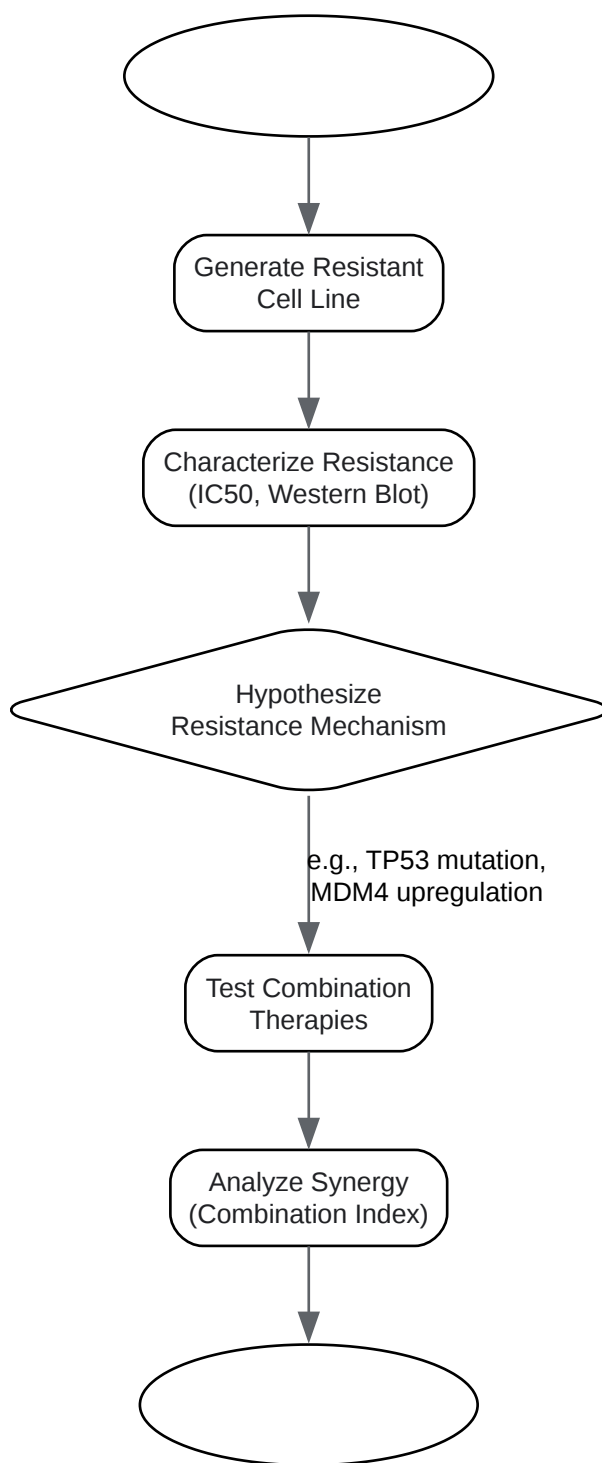 Generate Resistant
Cell Line
Characterize Resistance
(IC50, Western Blot)
Hypothesize
Resistance Mechanism
e.g., TP53 mutation,
MDM4 upregulation
Test Combination
Therapies
Analyze Synergy
(Combination Index)